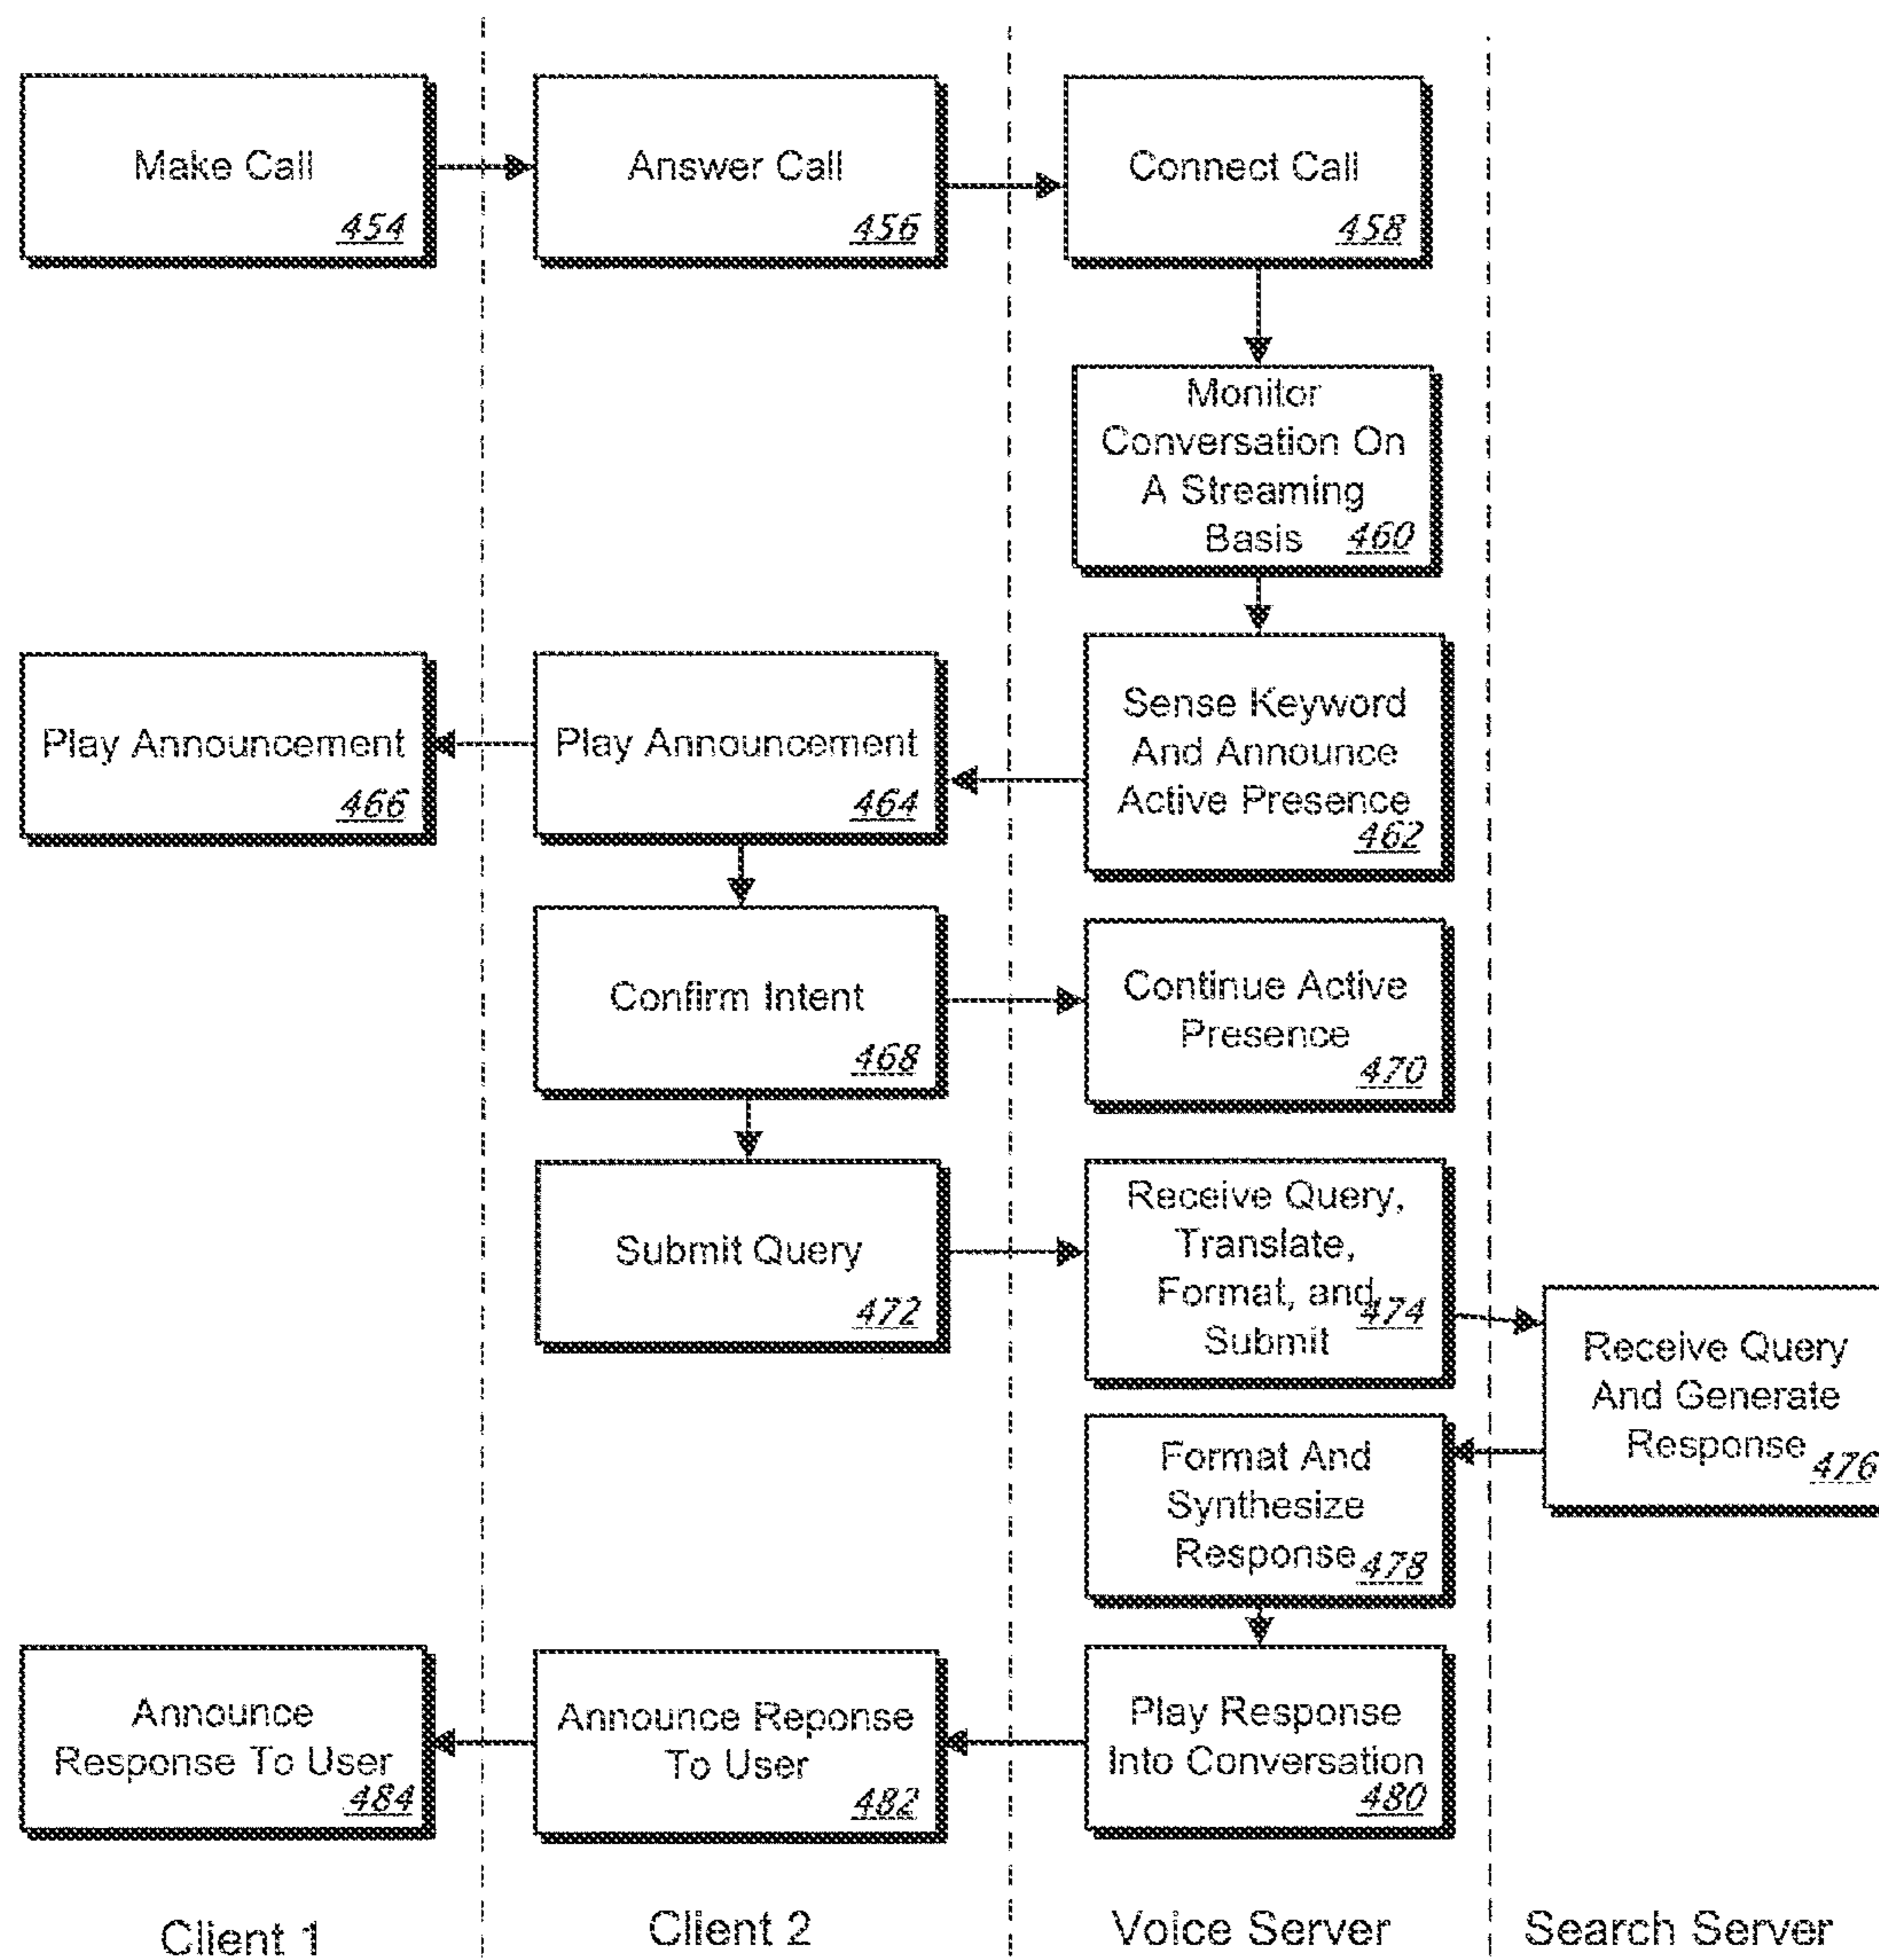 Make Call
454
Answer Call
456
Connect Call
458
Monitor
Conversation On
A Streaming
Basis 460
Play Announcement
466
Play Announcement
464
Sense Keyword
And Announce
Active Presence
462
Confirm Intent
468
Continue Active
Presence
470
Submit Query
472
Receive Query,
Translate,
Format, and
474
Submit
Receive Query
And Generate
Response
476
Format And
Synthesize
Response
478
Announce
Response To User
484
Announce Reponse
To User
482
Play Response
Into Conversation
480
Client 1
Client 2
Voice Server
Search Server